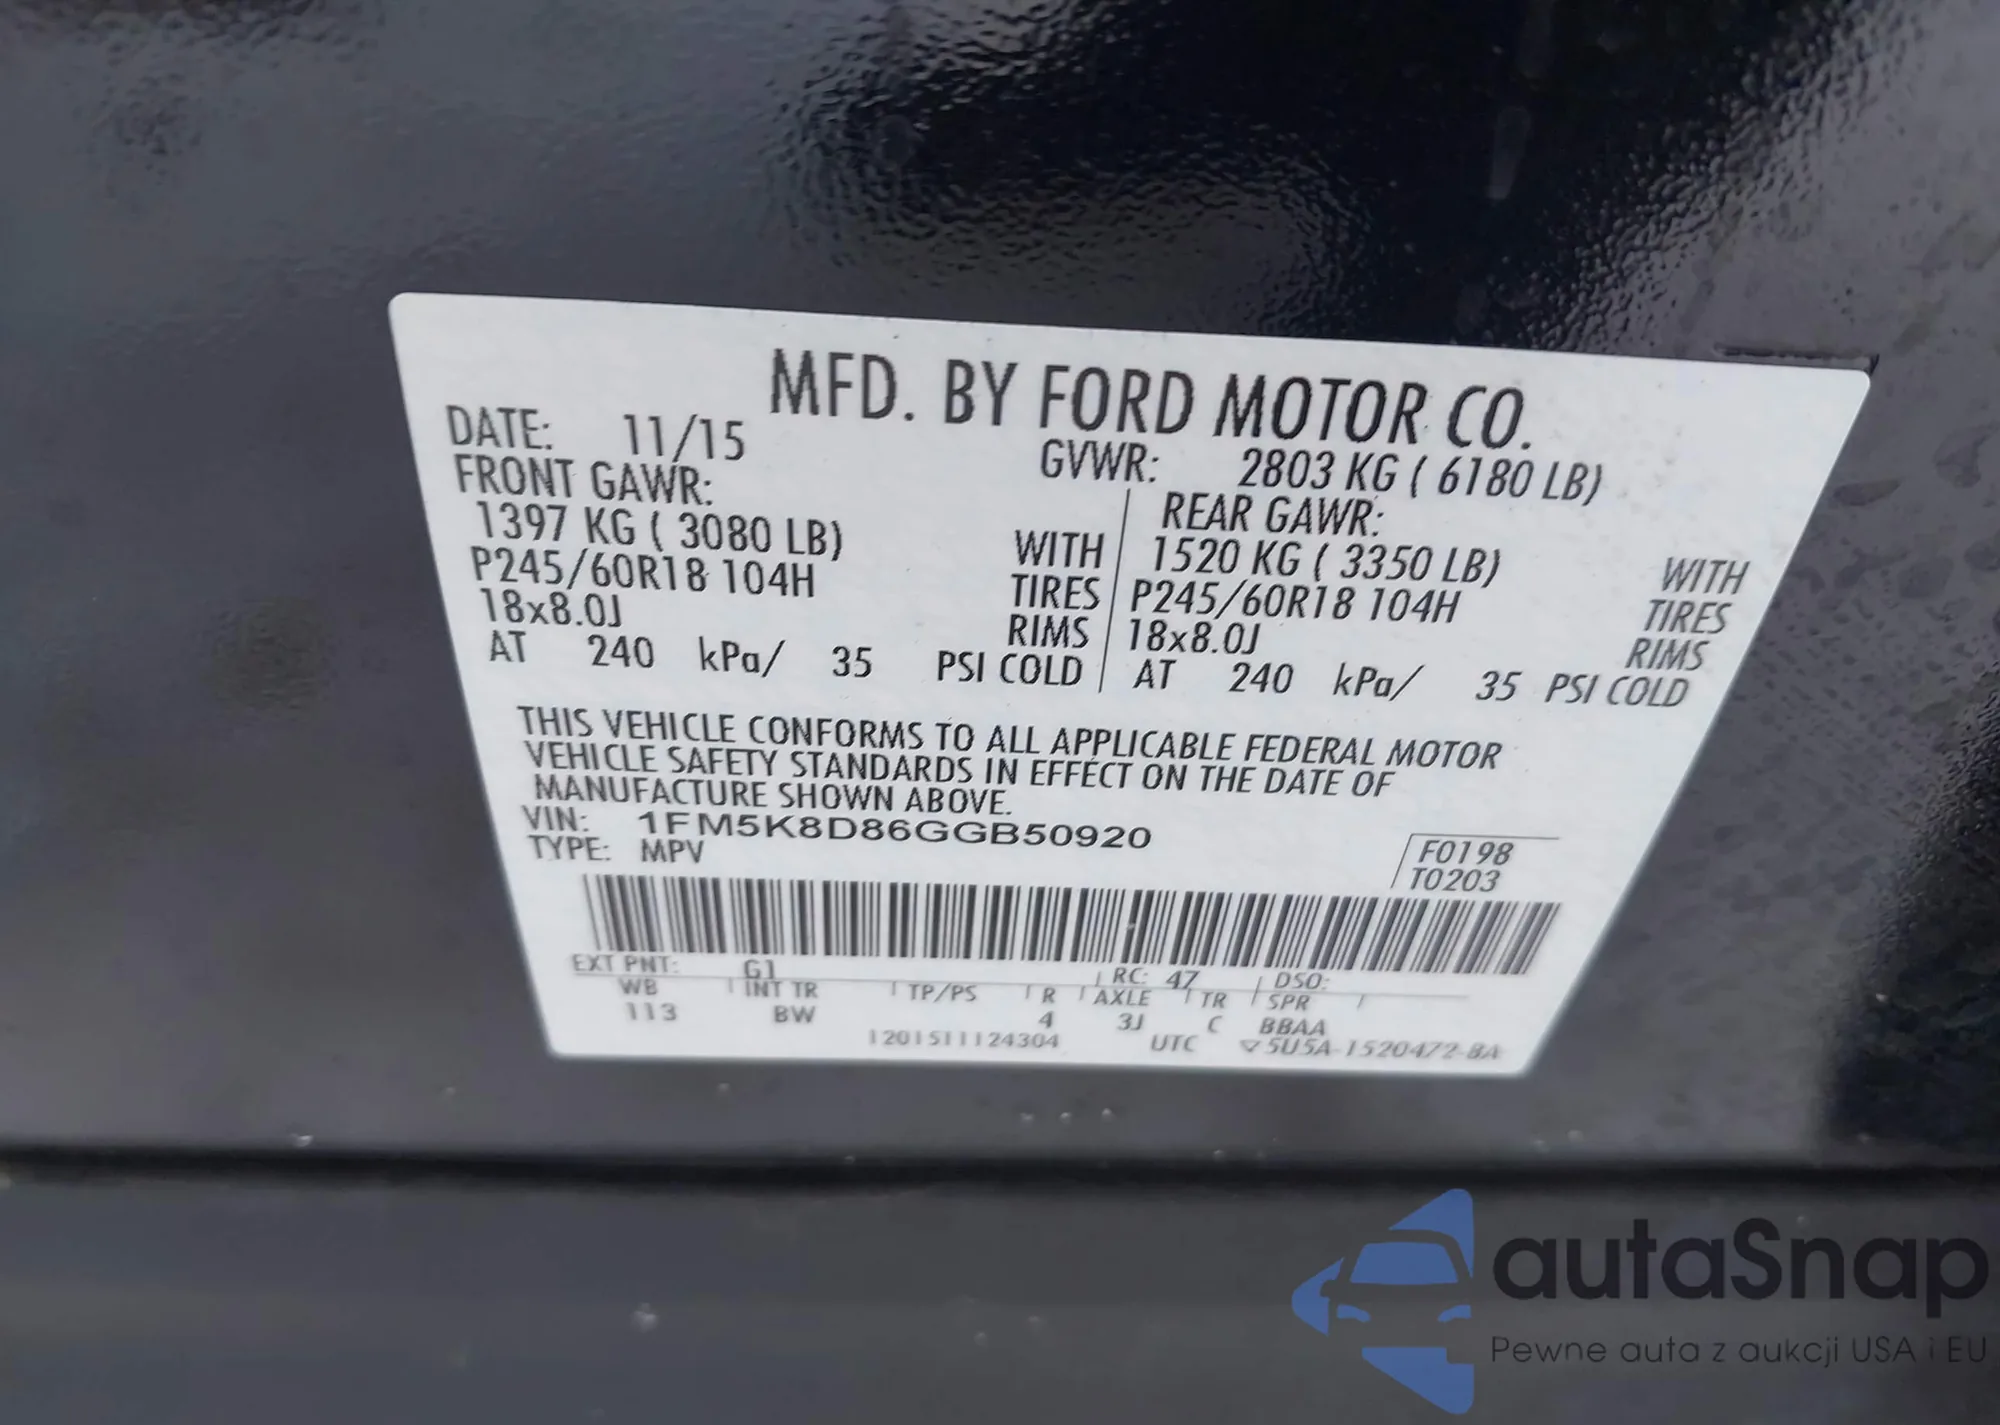 MFD. BY FORD MOTOR CO.
DATE: 11/15 GVWR: 2803 KG ( 6180 LB)
FRONT GAWR: REAR GAWR:
1397 KG ( 3080 LB) WITH 1520 KG ( 3350 LB) WITH
P245/60R18 104H TIRES P245/60R18 104H TIRES
18x8.0J RIMS 18x8.0J RIMS
AT 240 kPa/ 35 PSI COLD AT 240 kPa/ 35 PSI COLD
THIS VEHICLE CONFORMS TO ALL APPLICABLE FEDERAL MOTOR
VEHICLE SAFETY STANDARDS IN EFFECT ON THE DATE OF
MANUFACTURE SHOWN ABOVE.
VIN: 1FM5K8D86GGB50920
TYPE: MPV
F0198
T0203
EXT PNT: G1 RC: 47 DSO:
WB INT TR TP/PS R AXLE TR SPR
113 BW 4 3J C BBAA
1201511124304 UTC 5U5A-1520472-8A
autaSnap
Pewne auta z aukcji USA i EU